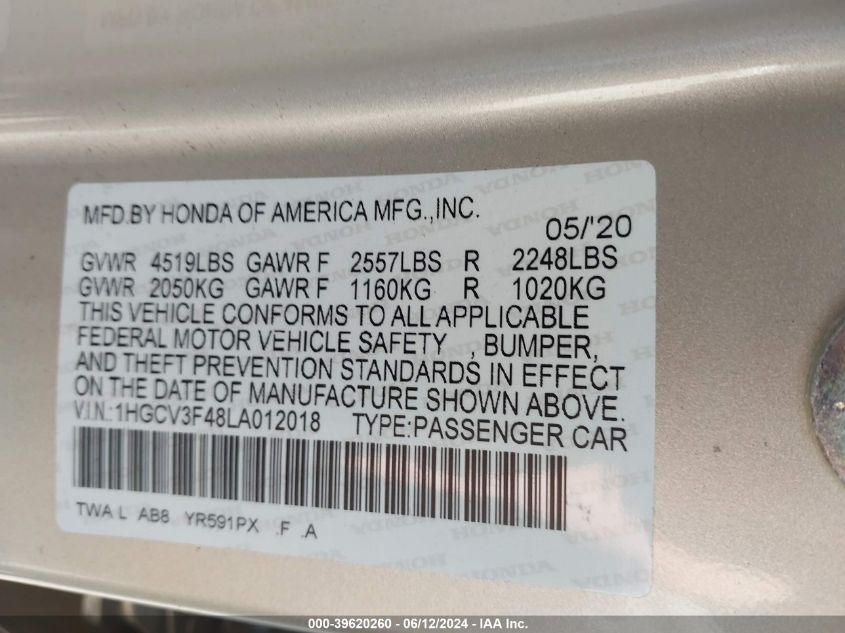 MFD.BY HONDA OF AMERICA MFG.,INC.
05/'20
GVWR 4519LBS GAWR F 2557LBS R 2248LBS
GVWR 2050KG GAWR F 1160KG R 1020KG
THIS VEHICLE CONFORMS TO ALL APPLICABLE
FEDERAL MOTOR VEHICLE SAFETY , BUMPER,
AND THEFT PREVENTION STANDARDS IN EFFECT
ON THE DATE OF MANUFACTURE SHOWN ABOVE.
V.I.N.:1HGCV3F48LA012018 TYPE:PASSENGER CAR
TWA L AB8 YR591PX .F .A
000-39620260 - 06/12/2024 - IAA Inc.